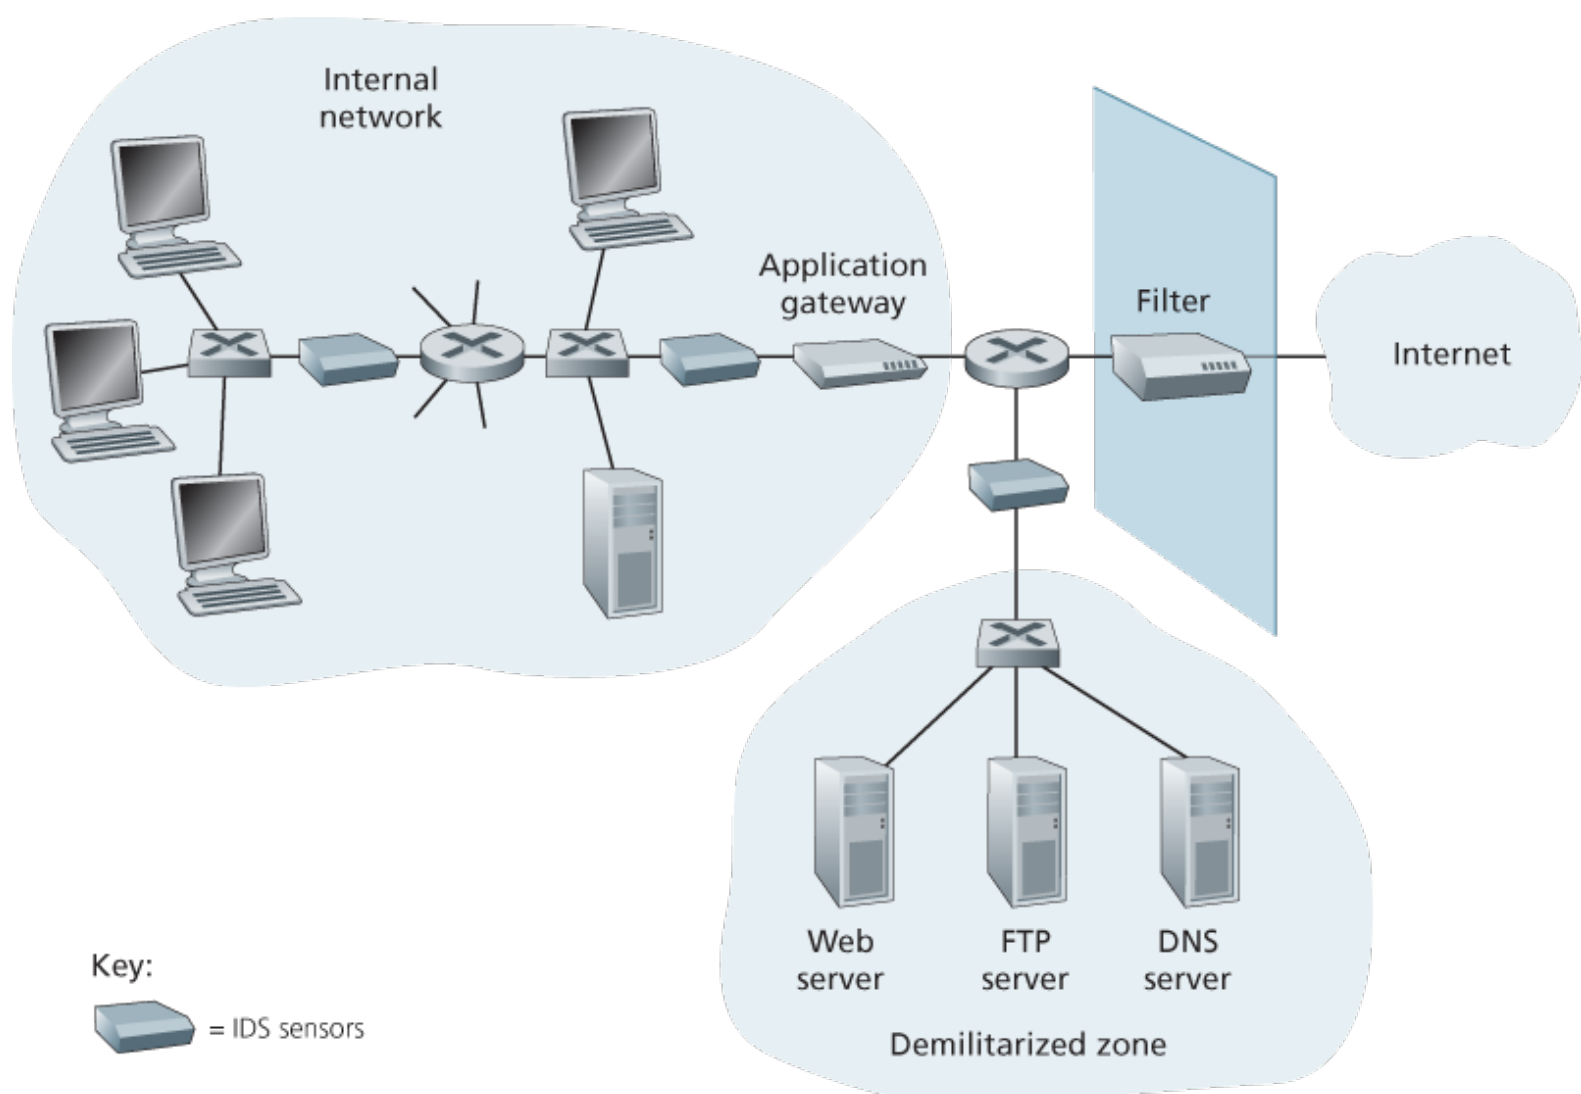 Internal
network
Application
gateway
Filter
Internet
Web
server
FTP
server
DNS
server
Demilitarized zone
Key:
= IDS sensors